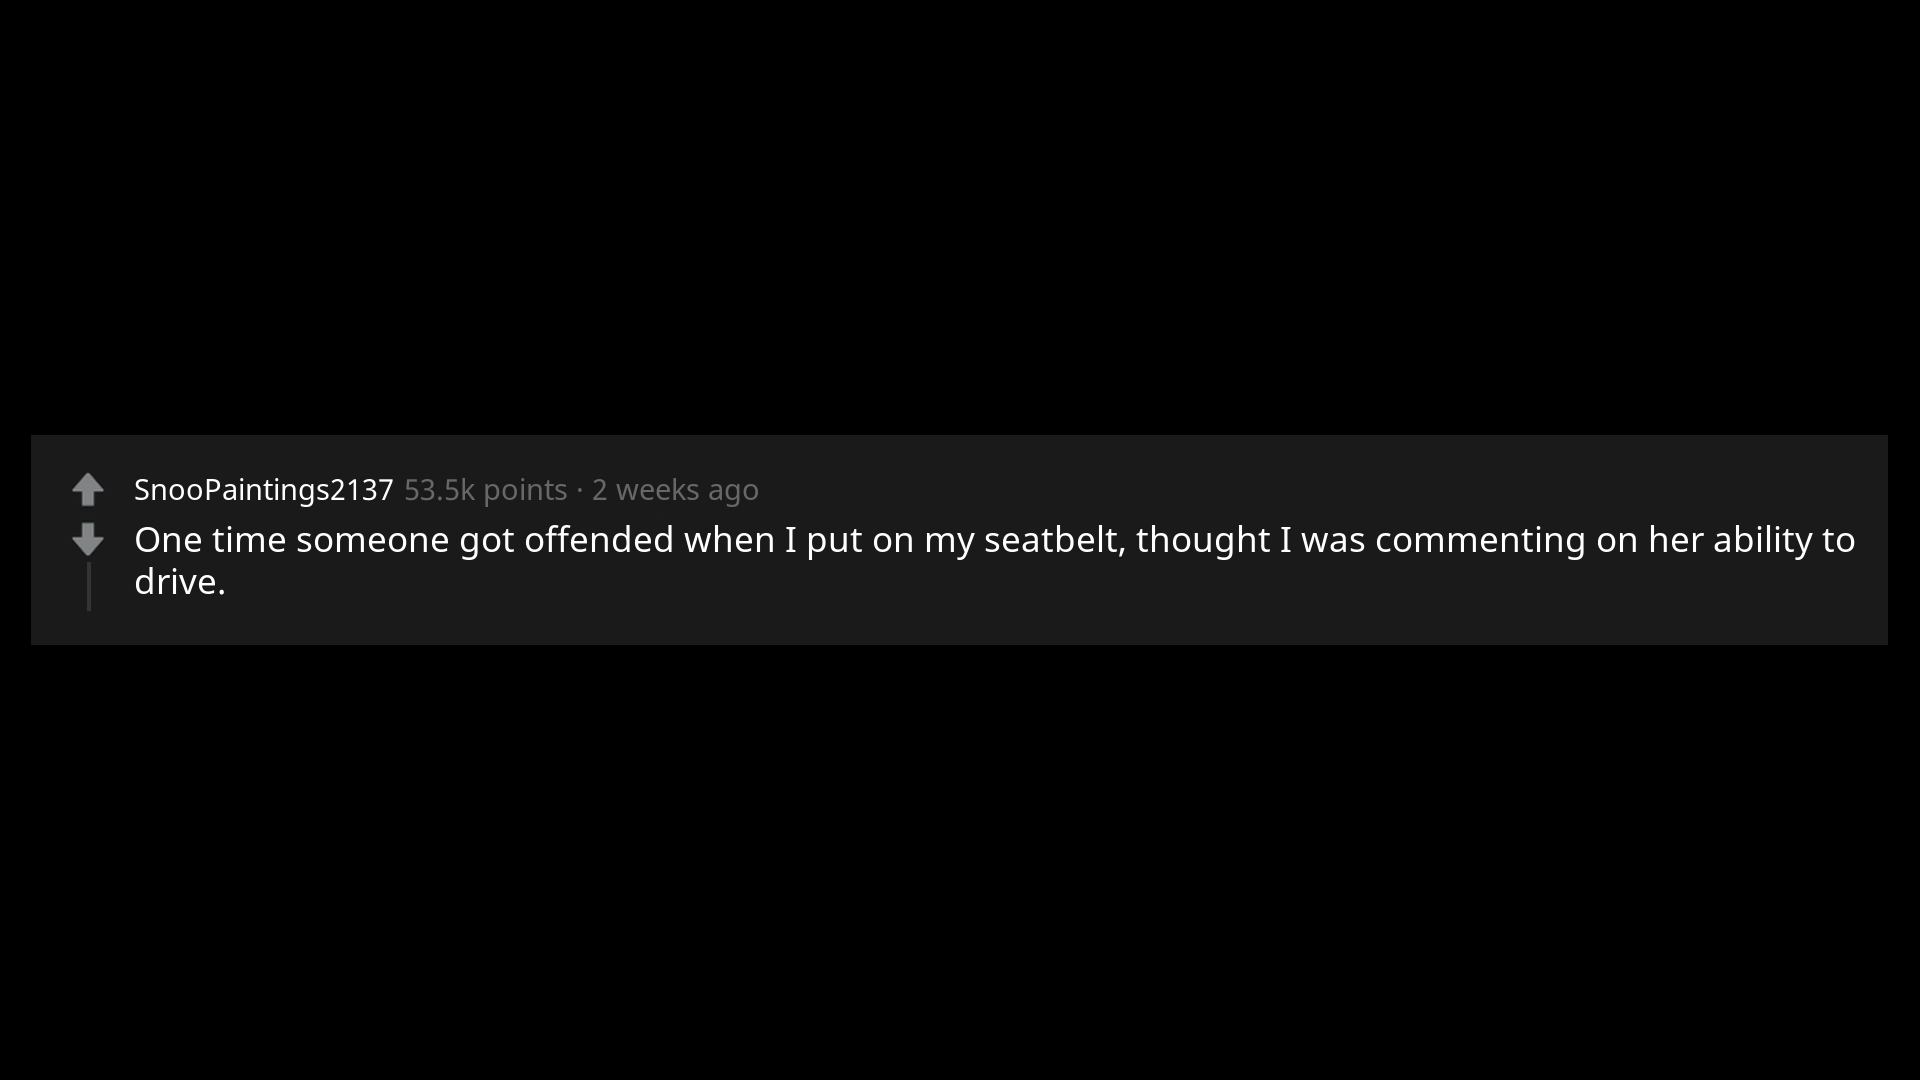 SnooPaintings2137 53.5k points · 2 weeks ago
One time someone got offended when I put on my seatbelt, thought I was commenting on her ability to
drive.